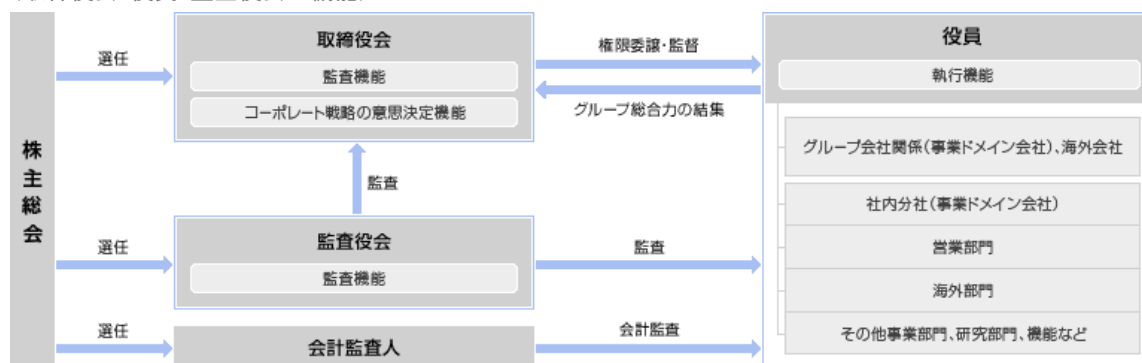 選任
取締役会
監査機能
コーポレート戦略の意思決定機能
権限委譲・監督
グループ総合力の結集
役員
執行機能
グループ会社関係(事業ドメイン会社)、海外会社
社内分社(事業ドメイン会社)
営業部門
海外部門
その他事業部門、研究部門、機能など
株主総会
監査
選任
監査役会
監査機能
監査
選任
会計監査人
会計監査